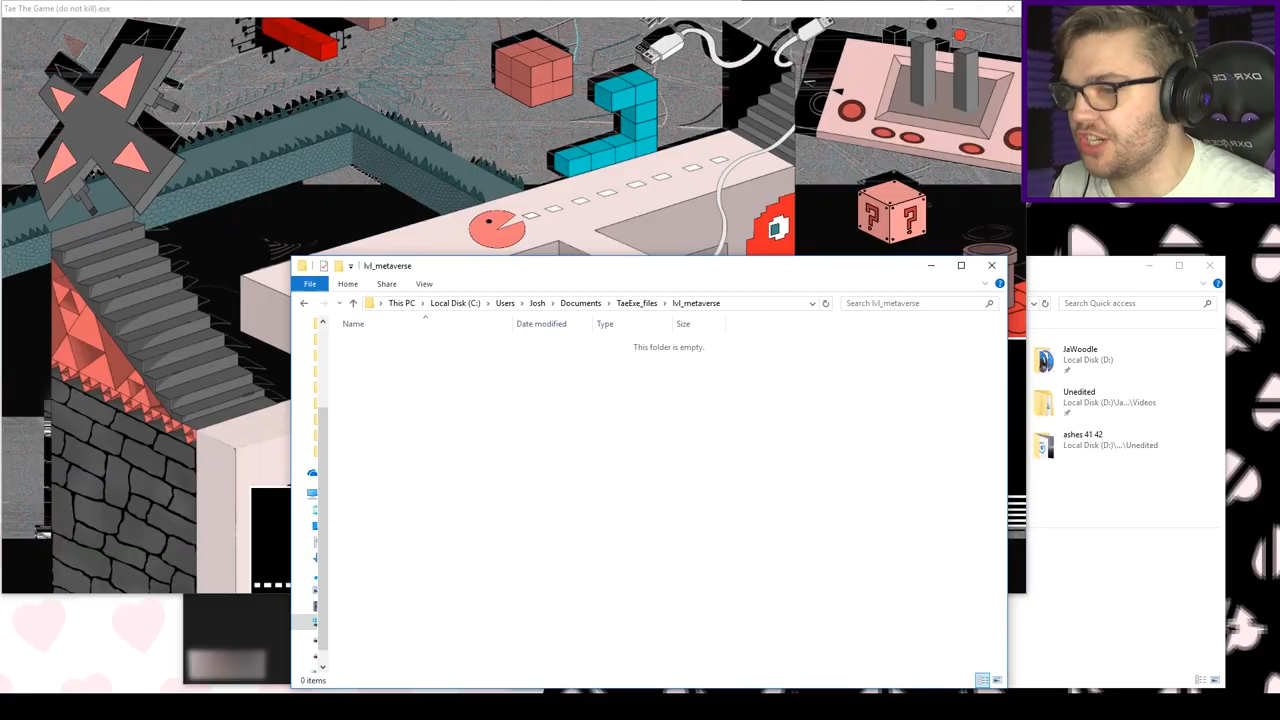 Tae The Game (do not kill).exe
DXRACER
DXRACER
? ?
lvl_metaverse
File Home Share View
This PC Local Disk (C:) Users Josh Documents TaeExe_files lvl_metaverse
Search lvl_metaverse
Search Quick access
Name Date modified Type Size
This folder is empty.
JaWoodle
Local Disk (D:)
Unedited
Local Disk (D:)\Ja...\Videos
ashes 41 42
Local Disk (D:)\...\Unedited
0 items